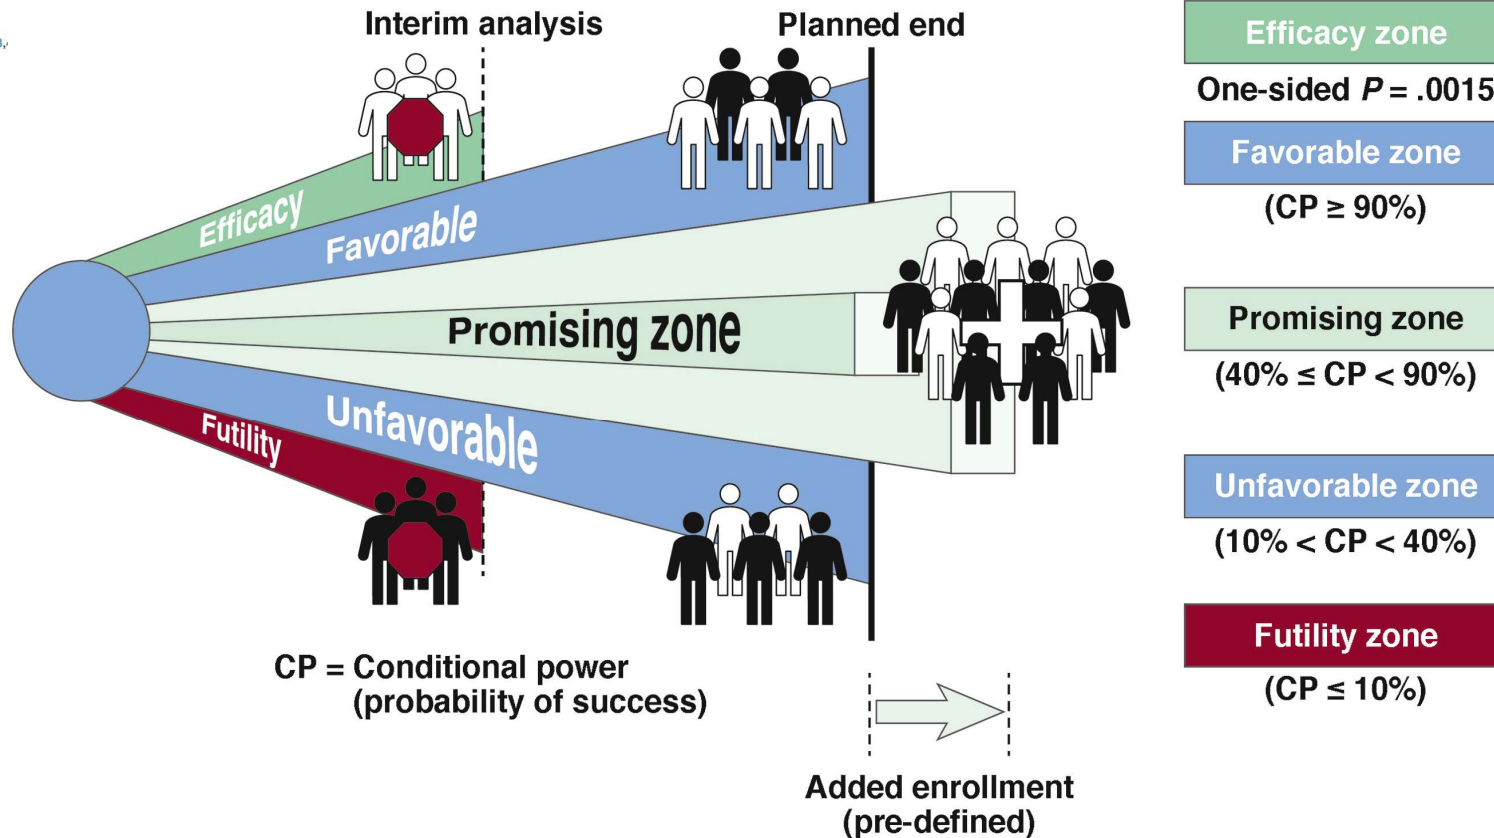 Interim analysis
Planned end
Efficacy
Favorable
Promising zone
Unfavorable
Futility
CP = Conditional power
(probability of success)
Added enrollment
(pre-defined)
Efficacy zone
One-sided P = .0015
Favorable zone
(CP ≥ 90%)
Promising zone
(40% ≤ CP < 90%)
Unfavorable zone
(10% < CP < 40%)
Futility zone
(CP ≤ 10%)